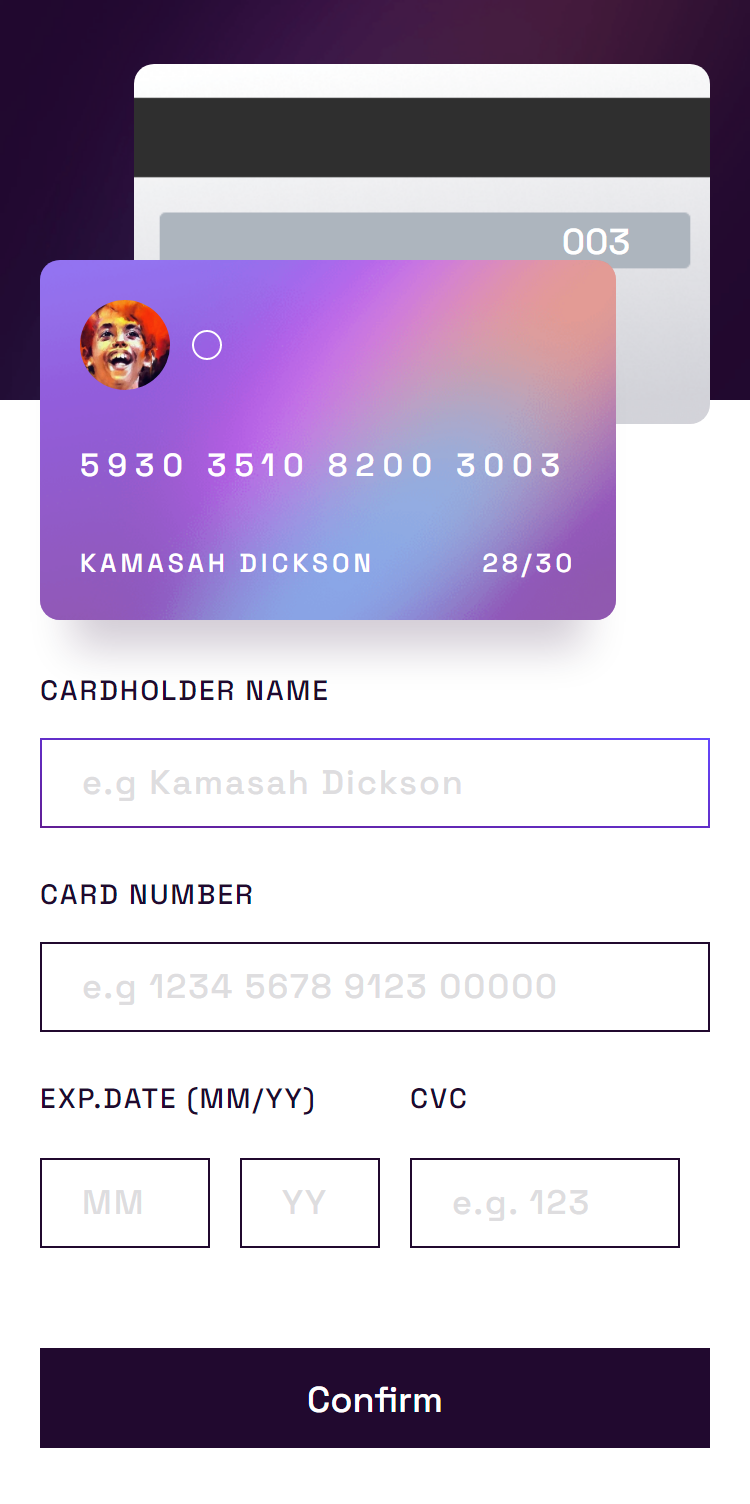 003
5930 3510 8200 3003
KAMASAH DICKSON 28/30
CARDHOLDER NAME
e.g Kamasah Dickson
CARD NUMBER
e.g 1234 5678 9123 00000
EXP.DATE (MM/YY) CVC
MM YY e.g. 123
Confirm